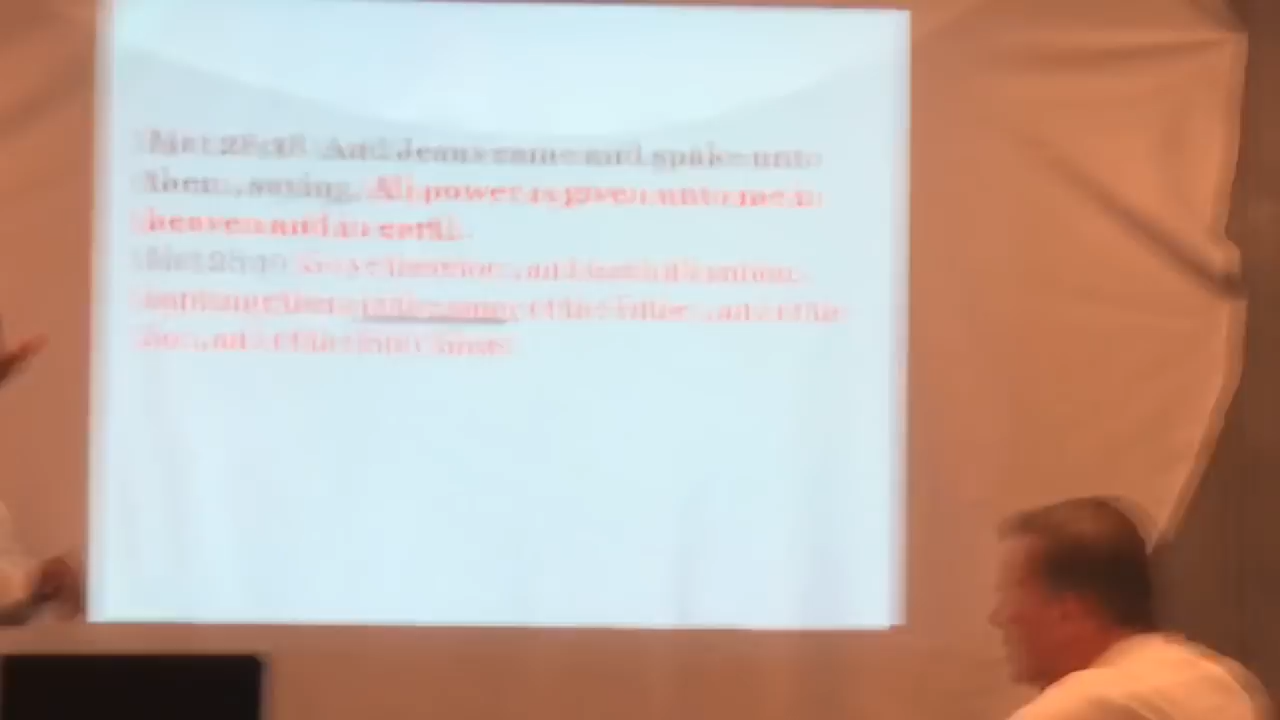 Mat 28:18 And Jesus came and spake unto
them, saying, All power is given unto me in
heaven and in earth.
Mat 28:19 Go ye therefore, and teach all nations,
baptizing them in the name of the Father, and of the
Son, and of the Holy Ghost: